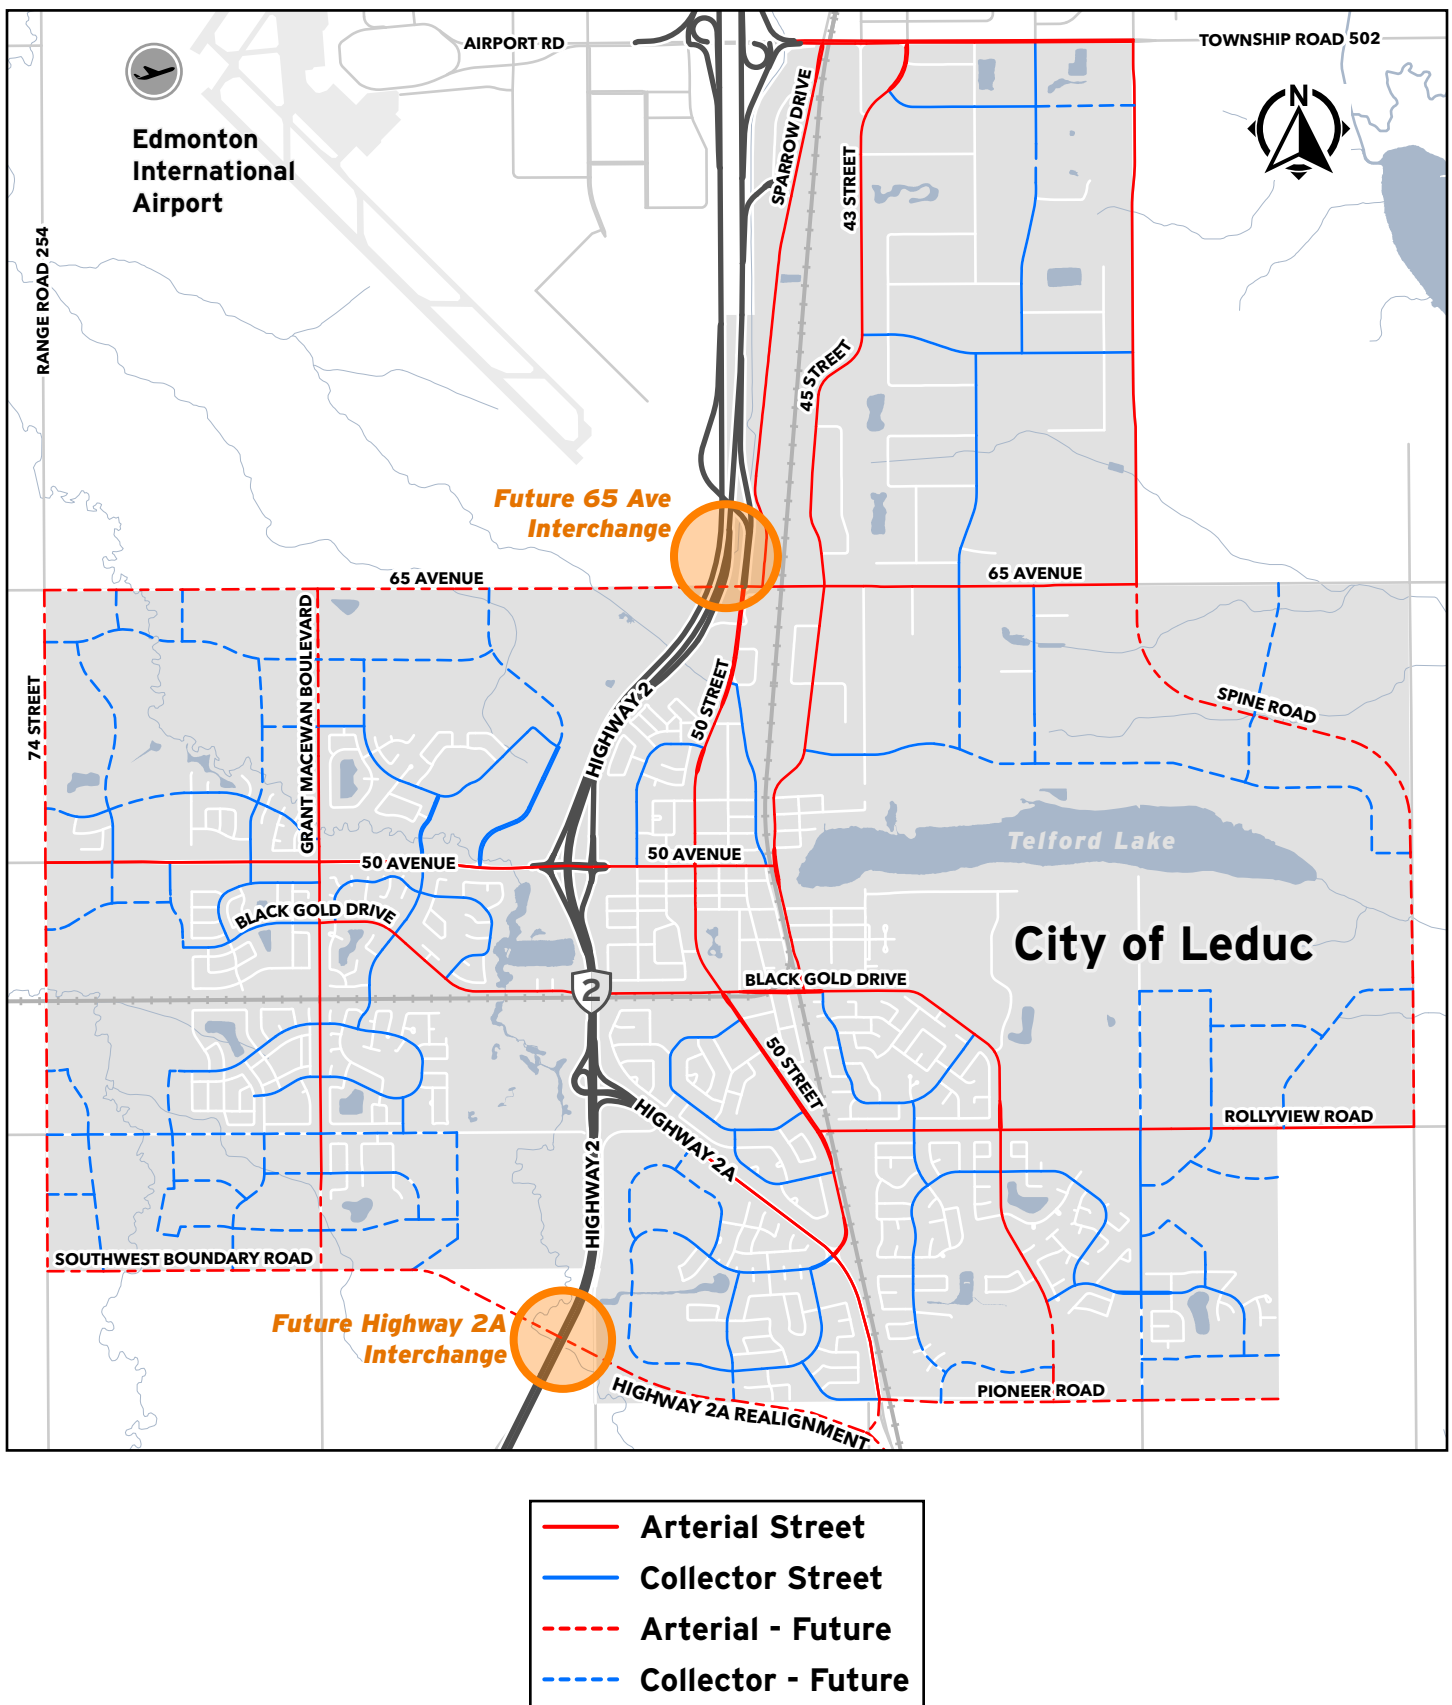 AIRPORT RD
TOWNSHIP ROAD 502
N
Edmonton
International
Airport
SPARROW DRIVE
43 STREET
RANGE ROAD 254
45 STREET
Future 65 Ave
Interchange
65 AVENUE
65 AVENUE
GRANT MACEWAN BOULEVARD
74 STREET
HIGHWAY 2
50 STREET
SPINE ROAD
50 AVENUE
50 AVENUE
Telford Lake
BLACK GOLD DRIVE
City of Leduc
BLACK GOLD DRIVE
2
50 STREET
HIGHWAY 2A
ROLLYVIEW ROAD
HIGHWAY 2
SOUTHWEST BOUNDARY ROAD
Future Highway 2A
Interchange
HIGHWAY 2A REALIGNMENT
PIONEER ROAD
Arterial Street
Collector Street
Arterial - Future
Collector - Future